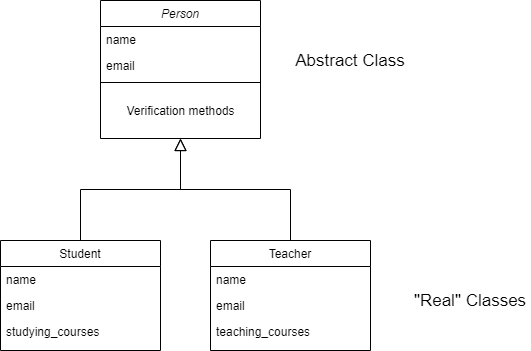 Person
name
email
Abstract Class
Verification methods
Student
name
email
studying_courses
Teacher
name
email
teaching_courses
"Real" Classes